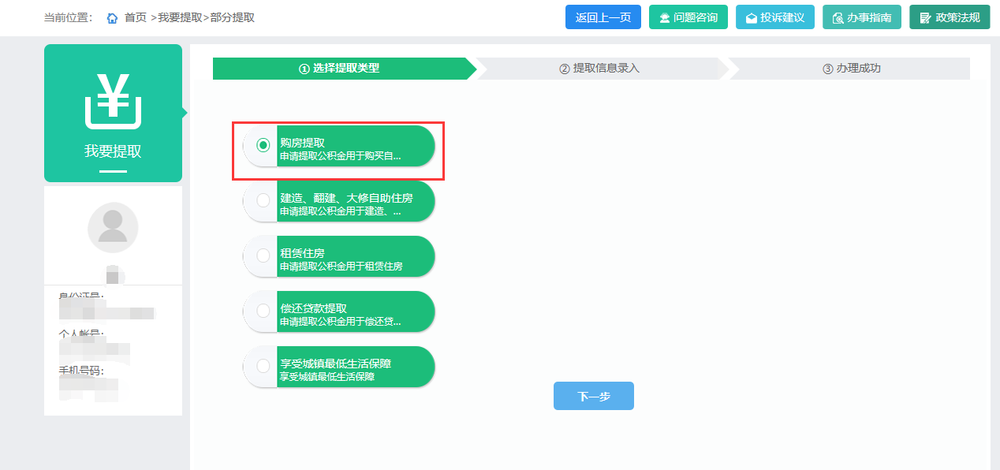 当前位置： 首页 >我要提取>部分提取
返回上一页
问题咨询
投诉建议
办事指南
政策法规
我要提取
身份证号:
个人帐号:
手机号码:
① 选择提取类型
② 提取信息录入
③ 办理成功
购房提取
申请提取公积金用于购买自...
建造、翻建、大修自助住房
申请提取公积金用于建造、...
租赁住房
申请提取公积金用于租赁住房
偿还贷款提取
申请提取公积金用于偿还贷...
享受城镇最低生活保障
享受城镇最低生活保障
下一步